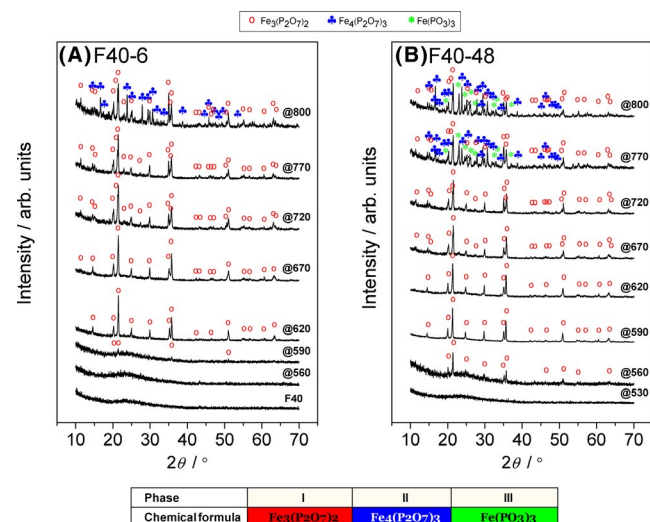 o Fe3(P2O7)2 ♣ Fe4(P2O7)3 * Fe(PO3)3
(A) F40-6
@800
@770
@720
@670
@620
@590
@560
F40
Intensity / arb. units
10 20 30 40 50 60 70
2θ / °
(B) F40-48
@800
@770
@720
@670
@620
@590
@560
@530
Intensity / arb. units
10 20 30 40 50 60 70
2θ / °
Phase I II III
Chemical formula Fe3(P2O7)2 Fe4(P2O7)3 Fe(PO3)3